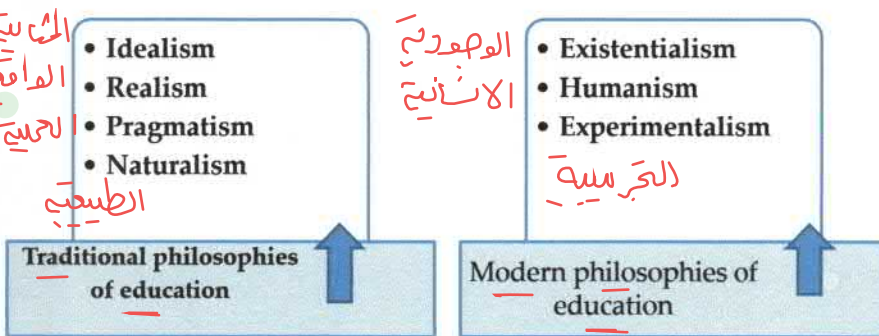 المثالية
• Idealism
• Realism
العملية
• Pragmatism
• Naturalism
الطبيعية
Traditional philosophies
of education
الوجودية
• Existentialism
الانسانية
• Humanism
• Experimentalism
التجريبية
Modern philosophies of
education